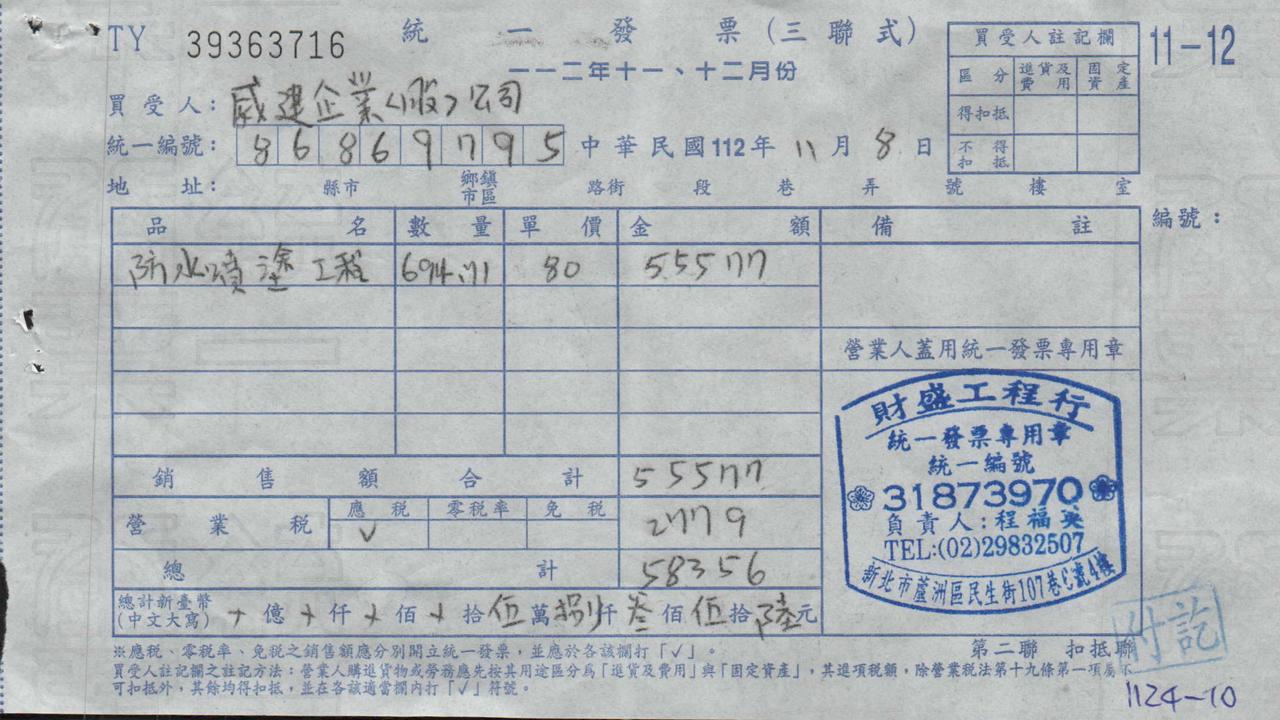 TY 39363716 統一發票(三聯式)
一一二年十一、十二月份
11-12
買受人註記欄
區分 進貨及費用 固定資產
得扣抵
不得扣抵
買受人:威建企業(股)公司
統一編號:86869795 中華民國112年11月8日
地址: 縣市 鄉鎮市區 路街 段 巷 弄 號 樓 室
品名 數量 單價 金額 備註 編號:
防水噴塗工程 694.71 80 55577
營業人蓋用統一發票專用章
銷售額合計 55577
營業稅 應稅 零稅率 免稅
V 2779
總計 58356
總計新臺幣
(中文大寫) 億 仟 佰 拾伍萬捌仟叁佰伍拾陸元
財盛工程行
統一發票專用章
統一編號
31873970
負責人:程福英
TEL:(02)29832507
新北市蘆洲區民生街107巷C號4樓
※應稅、零稅率、免稅之銷售額應分別開立統一發票,並應於各該欄打「✓」。
第二聯 扣抵聯
買受人註記欄之註記方法:營業人購進貨物或勞務應先按其用途區分為「進貨及費用」與「固定資產」,其進項稅額,除營業稅法第十九條第一項屬不
可扣抵外,其餘均得扣抵,並在各該適當欄內打「✓」符號。
付訖
1124-10